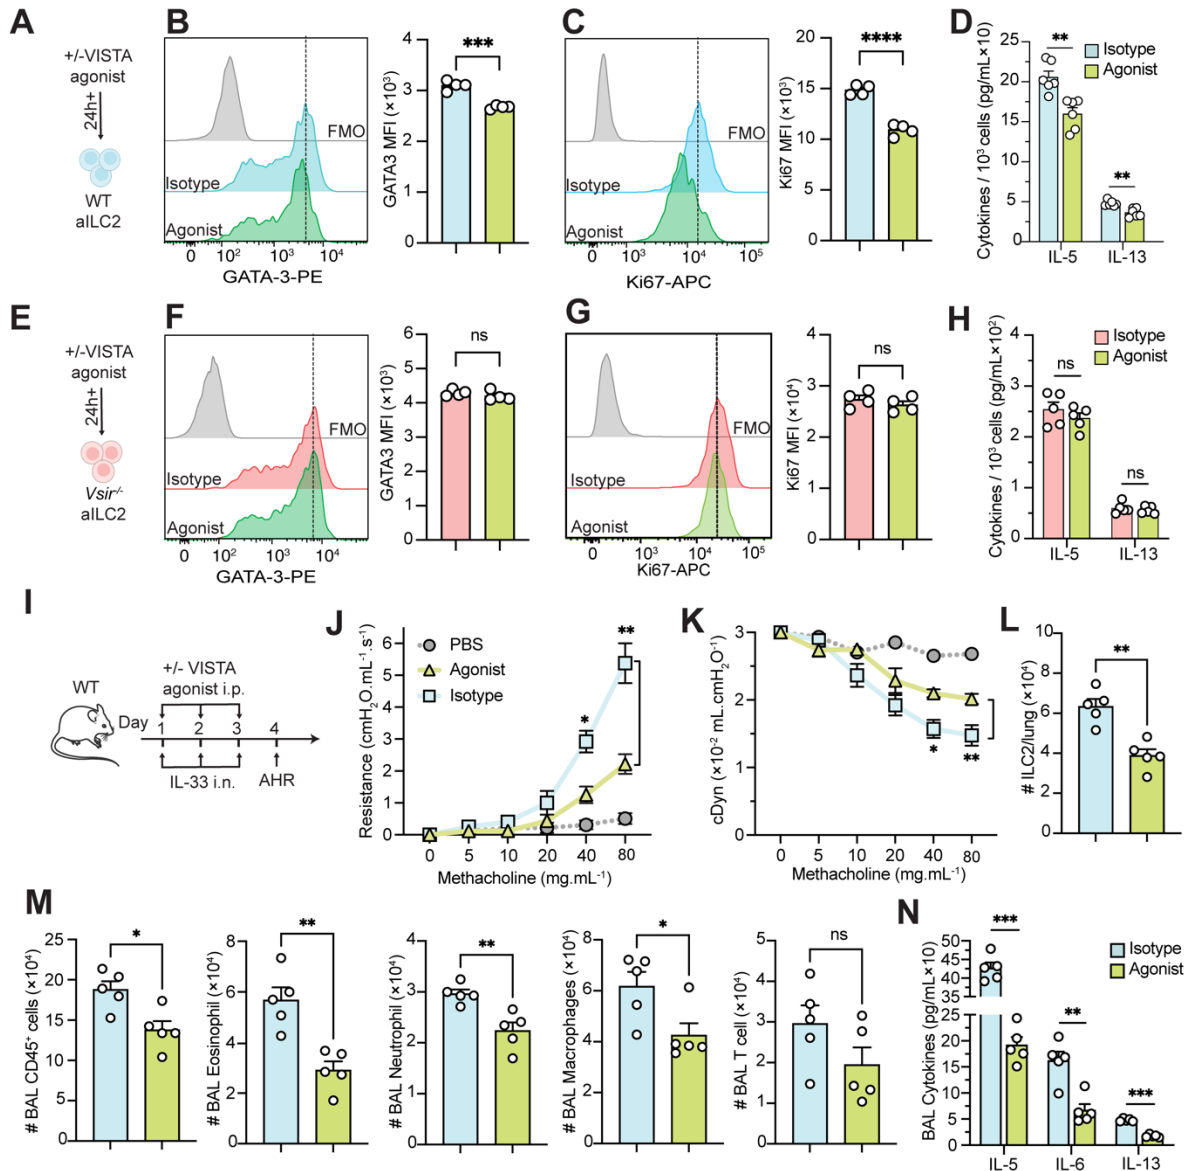 A
+/-VISTA
agonist
24h+
WT
aILC2
B
FMO
Isotype
Agonist
0 10² 10³ 10⁴
GATA-3-PE
GATA3 MFI (×10³)
4
3
2
1
0
***
C
FMO
Isotype
Agonist
0 10³ 10⁴ 10⁵
Ki67-APC
Ki67 MFI (×10³)
20
15
10
5
0
****
D
Cytokines / 10³ cells (pg/mL×10)
25
20
15
10
5
0
**
**
Isotype
Agonist
IL-5 IL-13
E
+/-VISTA
agonist
24h+
Vsir⁻/⁻
aILC2
F
FMO
Isotype
Agonist
0 10² 10³ 10⁴
GATA-3-PE
GATA3 MFI (×10³)
6
5
4
3
2
1
0
ns
G
FMO
Isotype
Agonist
0 10³ 10⁴ 10⁵
Ki67-APC
Ki67 MFI (×10⁴)
4
3
2
1
0
ns
H
Cytokines / 10³ cells (pg/mL×10²)
4
3
2
1
0
ns
ns
Isotype
Agonist
IL-5 IL-13
I
WT
+/- VISTA
agonist i.p.
Day 1 2 3 4
IL-33 i.n. AHR
J
Resistance (cmH₂O.mL⁻¹.s⁻¹)
6
5
4
3
2
1
0
PBS
Agonist
Isotype
*
**
0 5 10 20 40 80
Methacholine (mg.mL⁻¹)
K
cDyn (×10⁻² mL.cmH₂O⁻¹)
3
2
1
0
*
**
0 5 10 20 40 80
Methacholine (mg.mL⁻¹)
L
# ILC2/lung (×10⁴)
10
8
6
4
2
0
**
M
# BAL CD45⁺ cells (×10⁴)
25
20
15
10
5
0
*
# BAL Eosinophil (×10⁴)
8
6
4
2
0
**
# BAL Neutrophil (×10⁴)
4
3
2
1
0
**
# BAL Macrophages (×10⁴)
8
6
4
2
0
*
# BAL T cell (×10⁴)
5
4
3
2
1
0
ns
N
BAL Cytokines (pg/mL×10)
50
45
40
35
25
20
15
10
5
0
***
**
***
Isotype
Agonist
IL-5 IL-6 IL-13